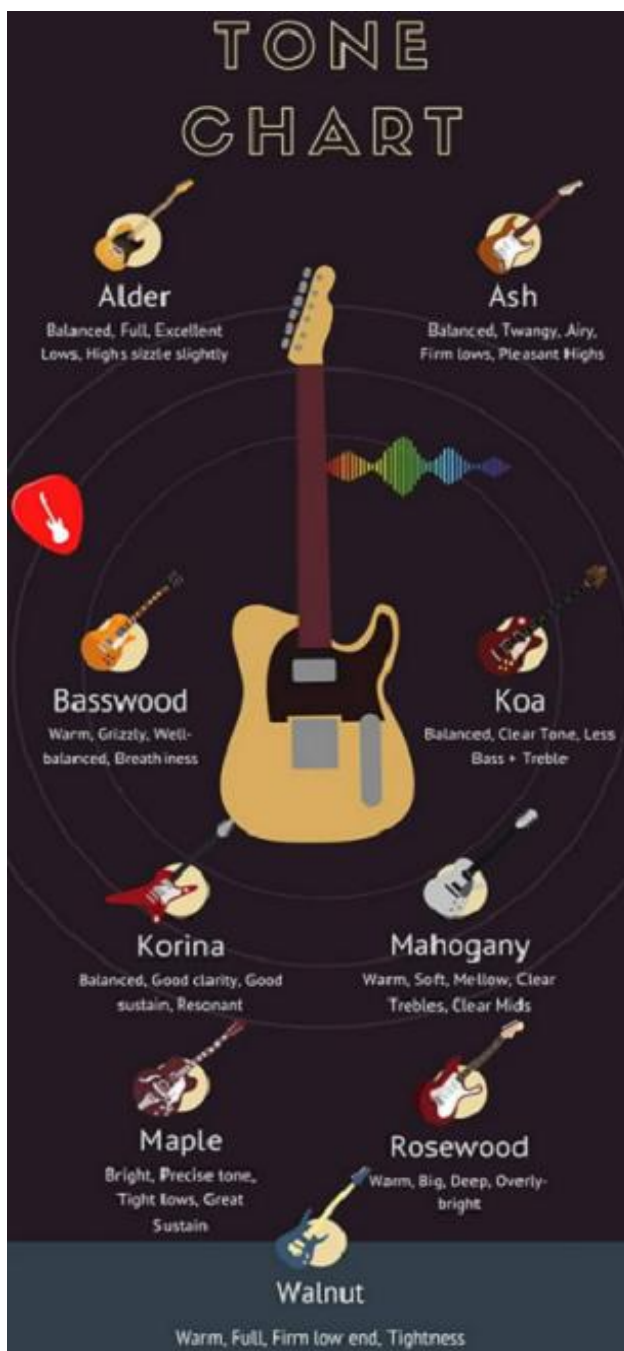 TONE
CHART
Alder
Balanced, Full, Excellent
Lows, Highs sizzle slightly
Ash
Balanced, Twangy, Airy,
Firm lows, Pleasant Highs
Basswood
Warm, Grizzly, Well-
balanced, Breathiness
Koa
Balanced, Clear Tone, Less
Bass + Treble
Korina
Balanced, Good clarity, Good
sustain, Resonant
Mahogany
Warm, Soft, Mellow, Clear
Trebles, Clear Mids
Maple
Bright, Precise tone,
Tight lows, Great
Sustain
Rosewood
Warm, Big, Deep, Overly-
bright
Walnut
Warm, Full, Firm low end, Tightness